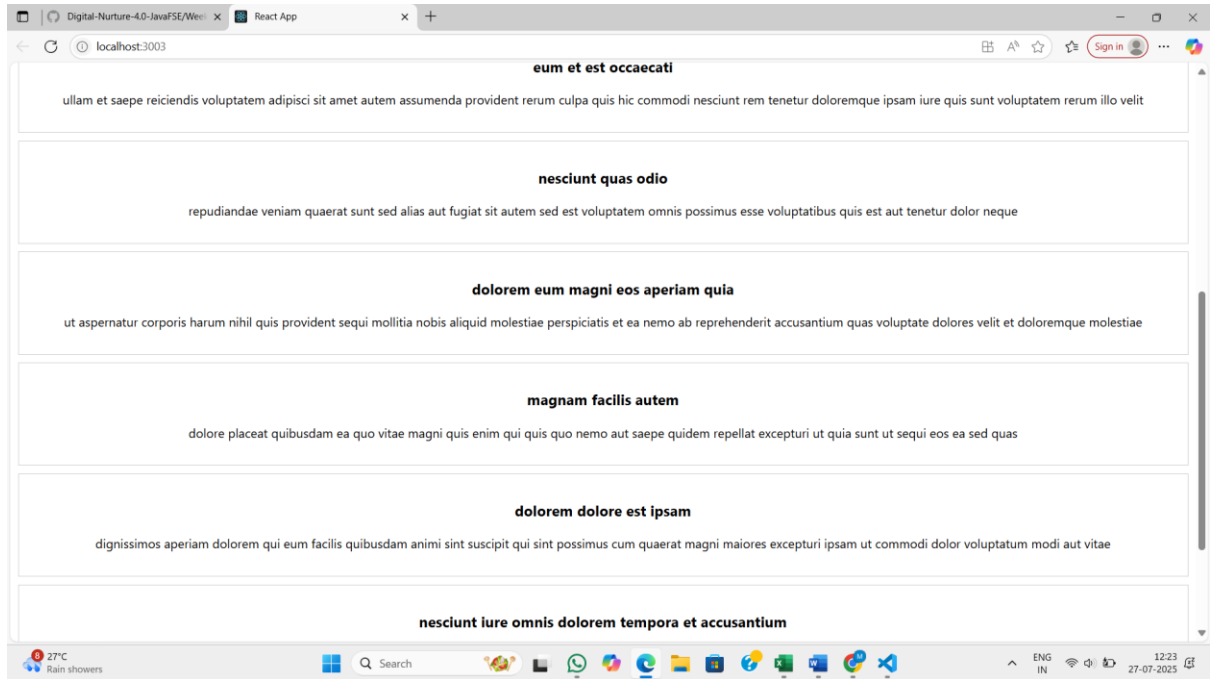 Digital-Nurture-4.0-JavaFSE/Wee
React App
localhost:3003
Sign in
eum et est occaecati
ullam et saepe reiciendis voluptatem adipisci sit amet autem assumenda provident rerum culpa quis hic commodi nesciunt rem tenetur doloremque ipsam iure quis sunt voluptatem rerum illo velit
nesciunt quas odio
repudiandae veniam quaerat sunt sed alias aut fugiat sit autem sed est voluptatem omnis possimus esse voluptatibus quis est aut tenetur dolor neque
dolorem eum magni eos aperiam quia
ut aspernatur corporis harum nihil quis provident sequi mollitia nobis aliquid molestiae perspiciatis et ea nemo ab reprehenderit accusantium quas voluptate dolores velit et doloremque molestiae
magnam facilis autem
dolore placeat quibusdam ea quo vitae magni quis enim qui quis quo nemo aut saepe quidem repellat excepturi ut quia sunt ut sequi eos ea sed quas
dolorem dolore est ipsam
dignissimos aperiam dolorem qui eum facilis quibusdam animi sint suscipit qui sint possimus cum quaerat magni maiores excepturi ipsam ut commodi dolor voluptatum modi aut vitae
nesciunt iure omnis dolorem tempora et accusantium
8
27°C
Rain showers
Search
ENG
IN
12:23
27-07-2025